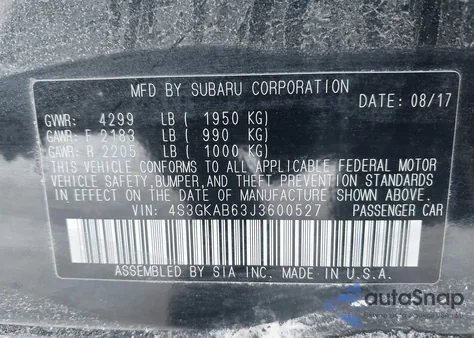 MFD BY SUBARU CORPORATION
DATE: 08/17
GVWR: 4299 LB ( 1950 KG)
GAWR: F 2183 LB ( 990 KG)
GAWR: R 2205 LB ( 1000 KG)
THIS VEHICLE CONFORMS TO ALL APPLICABLE FEDERAL MOTOR
VEHICLE SAFETY,BUMPER,AND THEFT PREVENTION STANDARDS
IN EFFECT ON THE DATE OF MANUFACTURE SHOWN ABOVE.
VIN: 4S3GKAB63J3600527 PASSENGER CAR
ASSEMBLED BY SIA INC. MADE IN U.S.A.
autoSnap